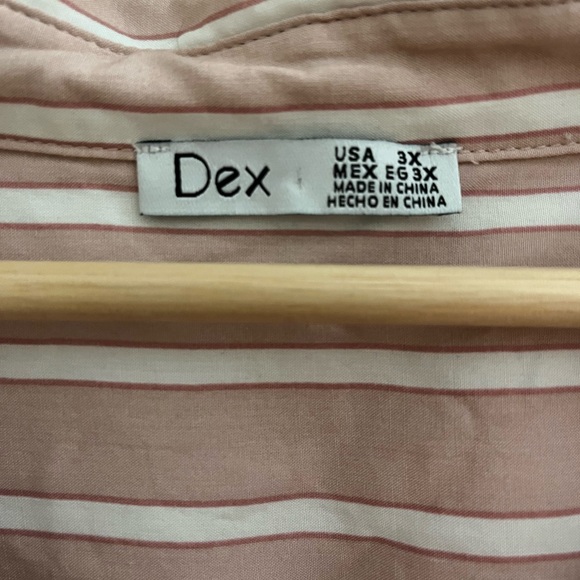 Dex
USA 3X
MEX EG 3X
MADE IN CHINA
HECHO EN CHINA